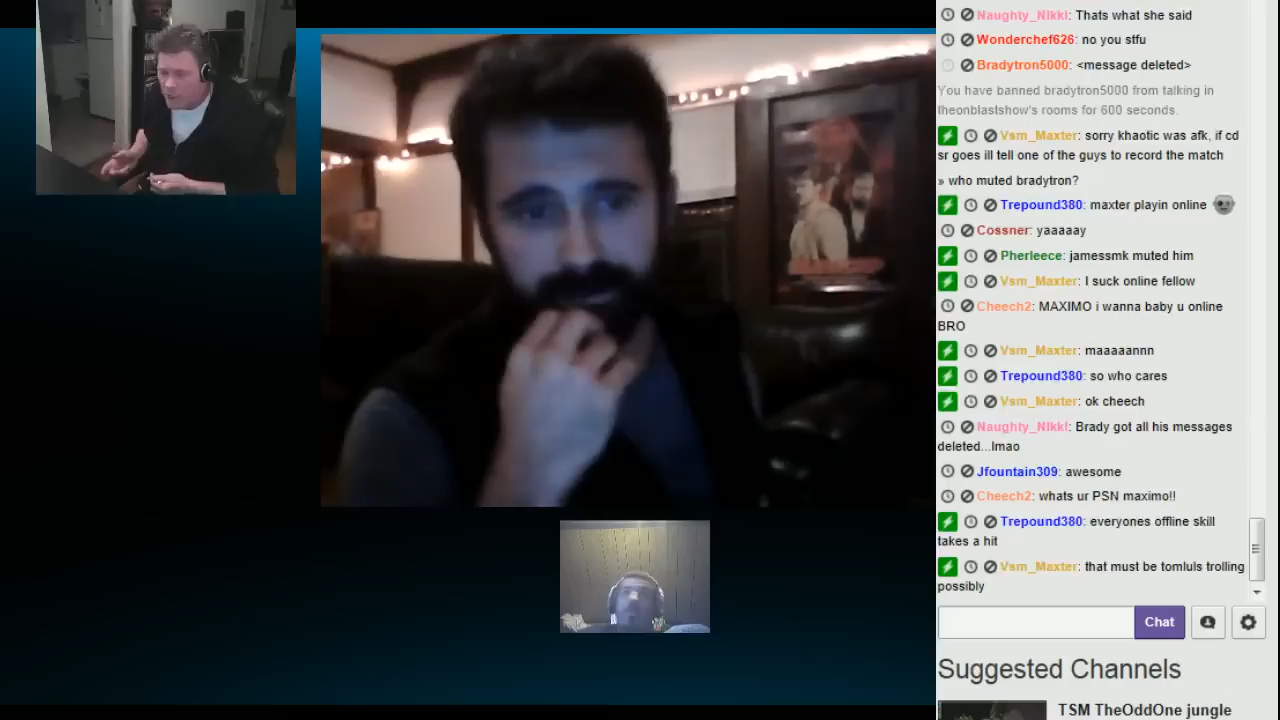 Naughty_NIkkI: Thats what she said
Wonderchef626: no you stfu
Bradytron5000: <message deleted>
You have banned bradytron5000 from talking in
theonblastshow's rooms for 600 seconds.
Vsm_Maxter: sorry khaotic was afk, if cd
sr goes ill tell one of the guys to record the match
» who muted bradytron?
Trepound380: maxter playin online
Cossner: yaaaaay
Pherleece: jamessmk muted him
Vsm_Maxter: I suck online fellow
Cheech2: MAXIMO i wanna baby u online
BRO
Vsm_Maxter: maaaaannn
Trepound380: so who cares
Vsm_Maxter: ok cheech
Naughty_NIkkI: Brady got all his messages
deleted...lmao
Jfountain309: awesome
Cheech2: whats ur PSN maximo!!
Trepound380: everyones offline skill
takes a hit
Vsm_Maxter: that must be tomluls trolling
possibly
Chat
Suggested Channels
TSM TheOddOne jungle